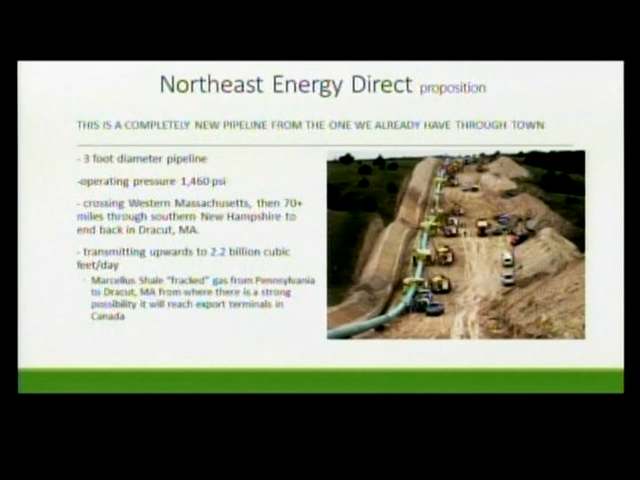 Northeast Energy Direct proposition
THIS IS A COMPLETELY NEW PIPELINE FROM THE ONE WE ALREADY HAVE THROUGH TOWN
- 3 foot diameter pipeline
-operating pressure 1,460 psi
- crossing Western Massachusetts, then 70+
miles through southern New Hampshire to
end back in Dracut, MA.
- transmitting upwards to 2.2 billion cubic
feet/day
Marcellus Shale "fracked" gas from Pennsylvania
to Dracut, MA from where there is a strong
possibility it will reach export terminals in
Canada